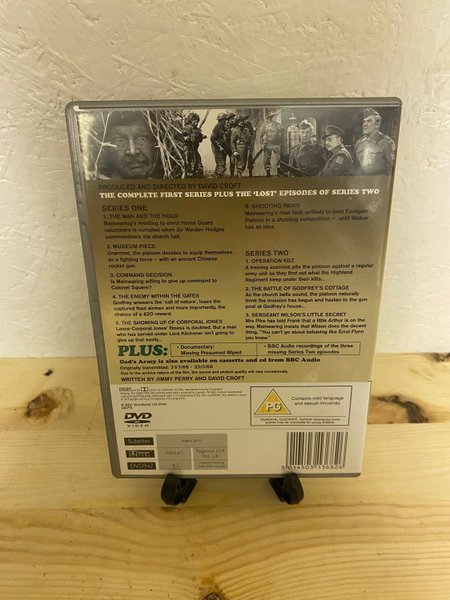 PRODUCED AND DIRECTED BY DAVID CROFT
THE COMPLETE FIRST SERIES PLUS THE 'LOST' EPISODES OF SERIES TWO
SERIES ONE
1. THE MAN AND THE HOUR
Mainwaring's meeting to enrol Home Guard
volunteers is curtailed when Air Warden Hodges
commandeers the church hall.
2. MUSEUM PIECE
Unarmed, the platoon decides to equip themselves
as a fighting force – with an ancient Chinese
rocket gun.
3. COMMAND DECISION
Is Mainwaring willing to give up command to
Colonel Square?
4. THE ENEMY WITHIN THE GATES
Godfrey answers the 'call of nature', loses the
captured Nazi airmen and more importantly, the
chance of a £20 reward!
5. THE SHOWING UP OF CORPORAL JONES
Lance-Corporal Jones' fitness is doubted. But a man
who has served under Lord Kitchener isn't going to
give up that easily...
6. SHOOTING PAINS
Mainwaring's men look unlikely to beat Eastgate
Platoon in a shooting competition – until Walker
has an idea.
SERIES TWO
1. OPERATION KILT
A training exercise pits the platoon against a regular
army unit as they find out what the Highland
Regiment keep under their kilts...
2. THE BATTLE OF GODFREY'S COTTAGE
As the church bells sound, the platoon naturally
think the invasion has begun and hasten to the gun
post at Godfrey's house...
3. SERGEANT WILSON'S LITTLE SECRET
Mrs Pike has told Frank that a little Arthur is on the
way. Mainwaring insists that Wilson does the decent
thing. 'You can't go about behaving like Errol Flynn
you know!'
PLUS:
• Documentary:
Missing Presumed Wiped
• BBC Audio recordings of the three
missing Series Two episodes
Dad's Army is also available on cassette and cd from BBC Audio
Originally transmitted: 31/7/68 - 22/3/69
Due to the archive nature of the film, the sound and picture quality will vary occasionally.
WRITTEN BY JIMMY PERRY AND DAVID CROFT
DVD
VIDEO
PG
Contains mild language
and sexual innuendo
Subtitles
English
MONO
Regional 2+4
PAL UK
DVD9x2
5 014503 136826